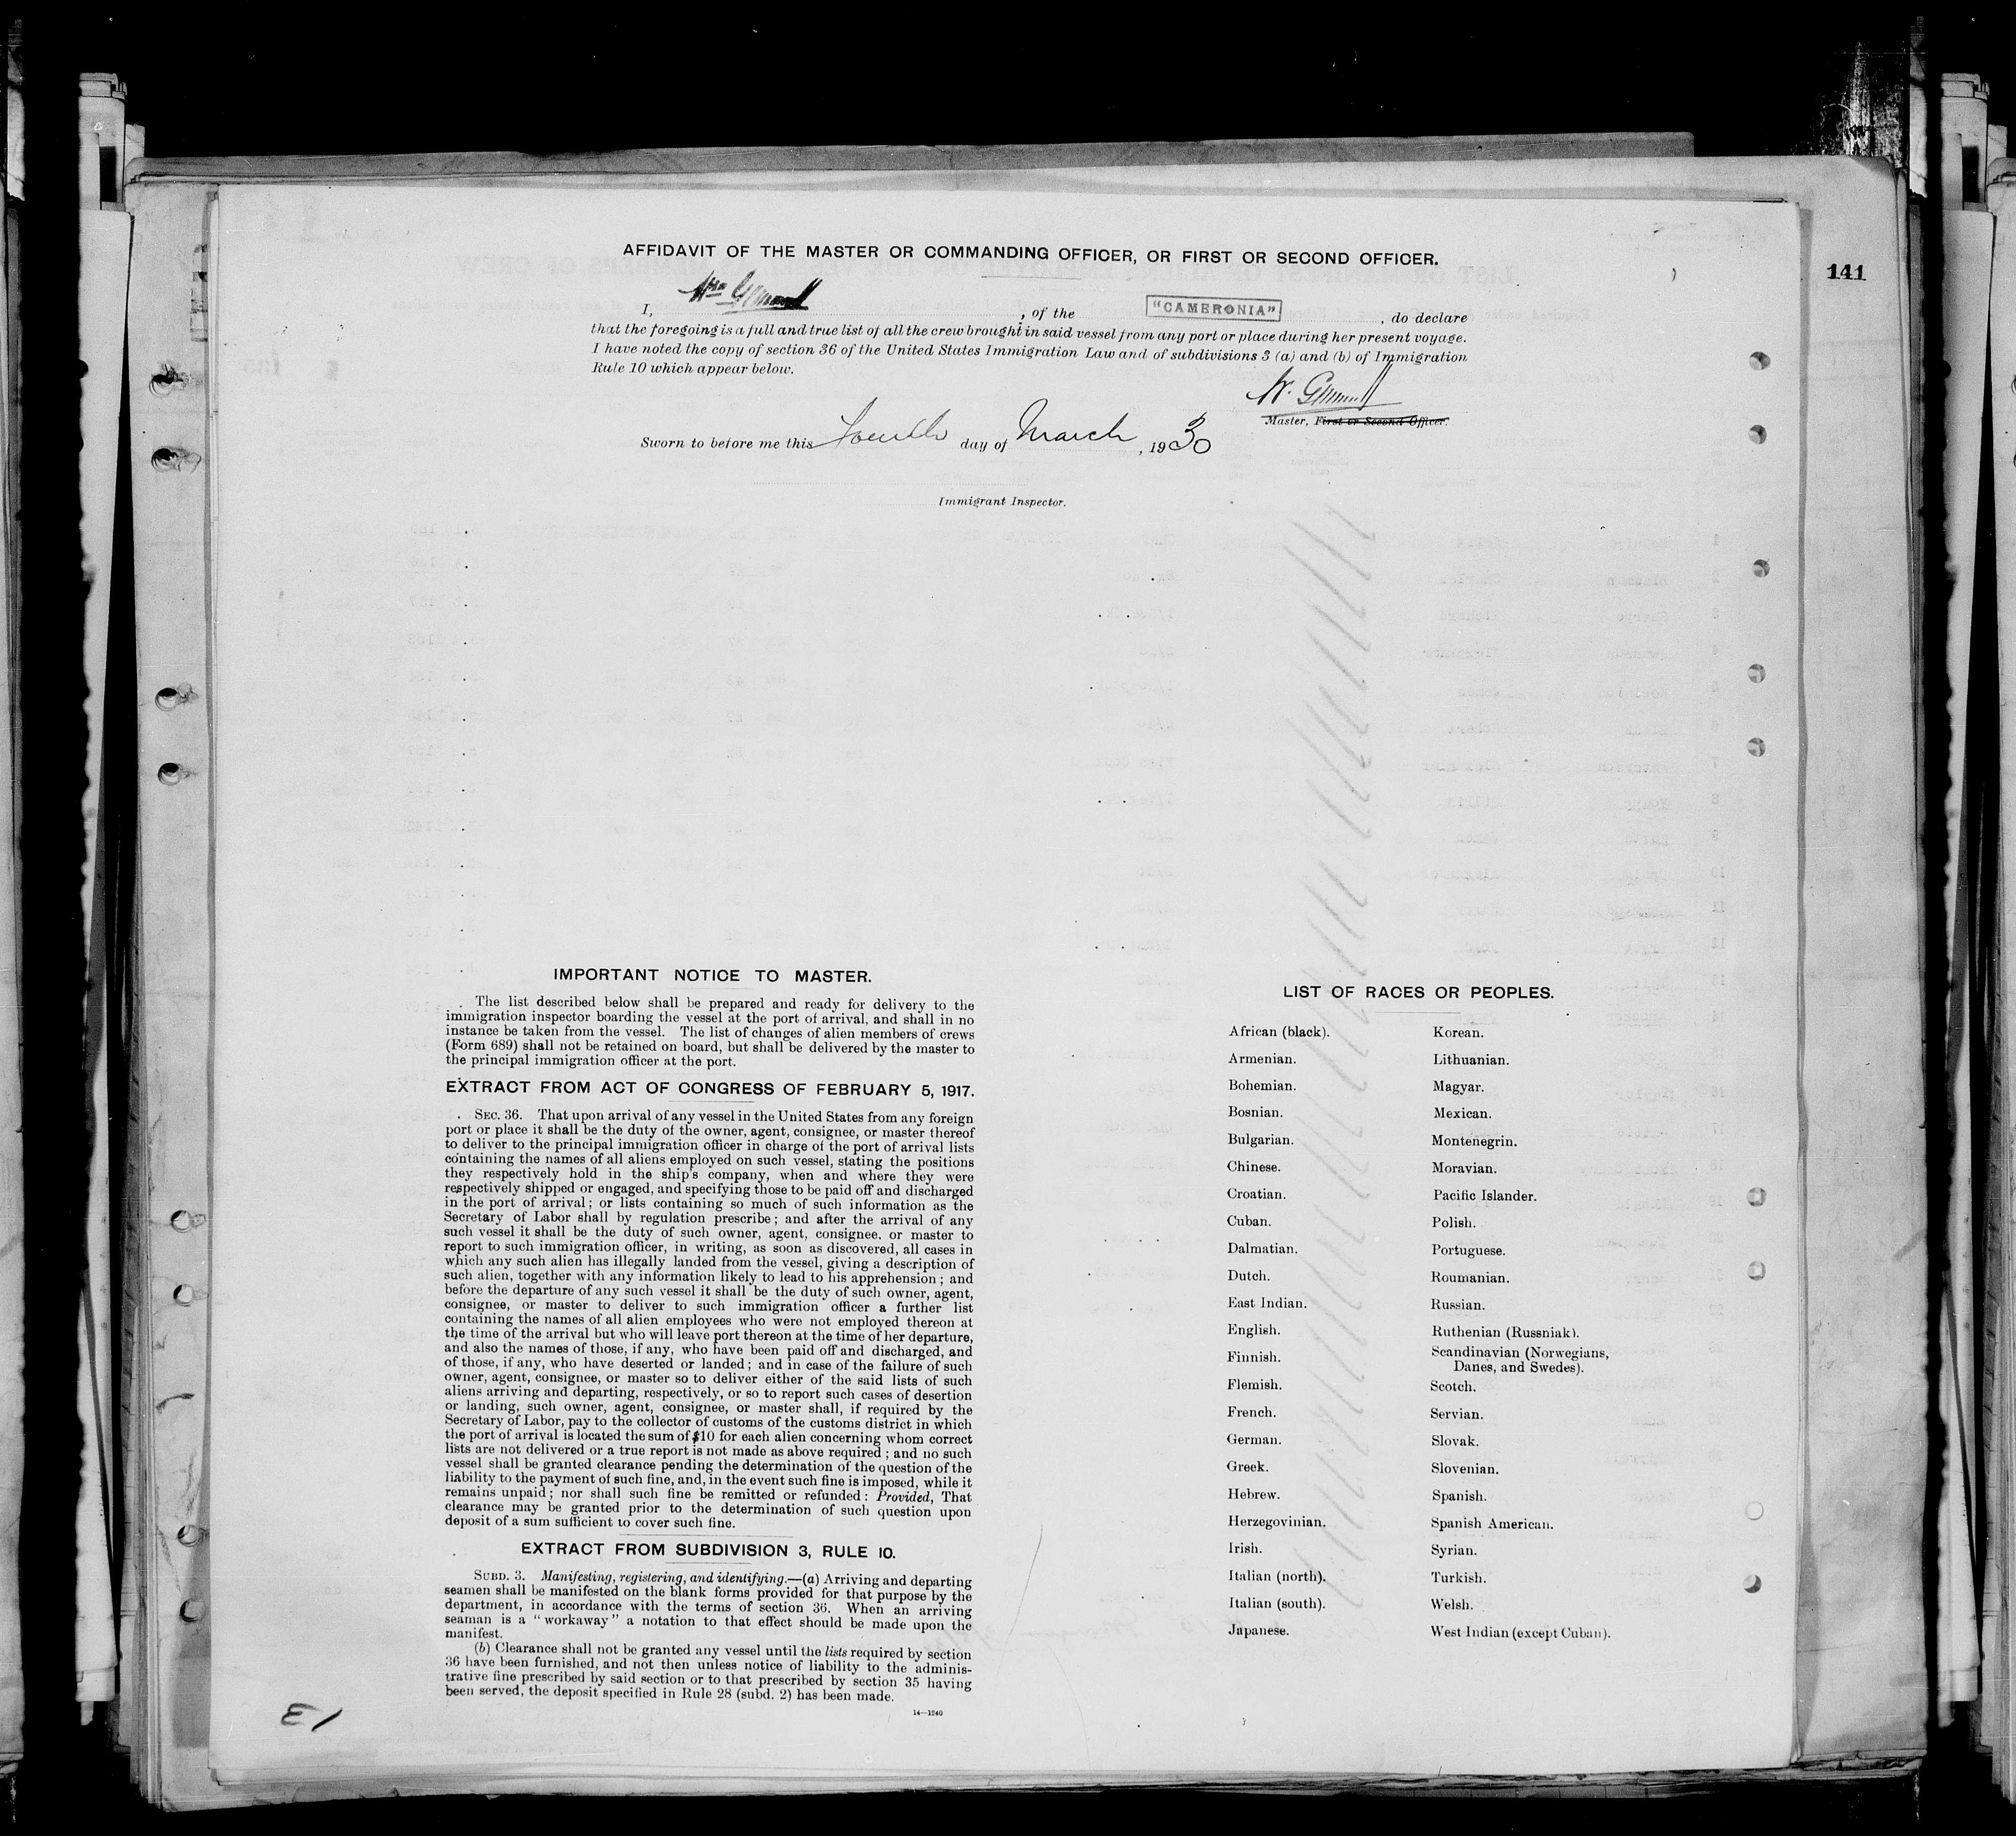 AFFIDAVIT OF THE MASTER OR COMMANDING OFFICER, OR FIRST OR SECOND OFFICER.
141
I, Wm , of the "CAMERONIA" , do declare
that the foregoing is a full and true list of all the crew brought in said vessel from any port or place during her present voyage.
I have noted the copy of section 36 of the United States Immigration Law and of subdivisions 3 (a) and (b) of Immigration
Rule 10 which appear below.
W.
Master, First or Second Officer.
Sworn to before me this Fourth day of March, 1930
Immigrant Inspector.
IMPORTANT NOTICE TO MASTER.
The list described below shall be prepared and ready for delivery to the
immigration inspector boarding the vessel at the port of arrival, and shall in no
instance be taken from the vessel. The list of changes of alien members of crews
(Form 689) shall not be retained on board, but shall be delivered by the master to
the principal immigration officer at the port.
EXTRACT FROM ACT OF CONGRESS OF FEBRUARY 5, 1917.
SEC. 36. That upon arrival of any vessel in the United States from any foreign
port or place it shall be the duty of the owner, agent, consignee, or master thereof
to deliver to the principal immigration officer in charge of the port of arrival lists
containing the names of all aliens employed on such vessel, stating the positions
they respectively hold in the ship's company, when and where they were
respectively shipped or engaged, and specifying those to be paid off and discharged
in the port of arrival; or lists containing so much of such information as the
Secretary of Labor shall by regulation prescribe; and after the arrival of any
such vessel it shall be the duty of such owner, agent, consignee, or master to
report to such immigration officer, in writing, as soon as discovered, all cases in
which any such alien has illegally landed from the vessel, giving a description of
such alien, together with any information likely to lead to his apprehension; and
before the departure of any such vessel it shall be the duty of such owner, agent,
consignee, or master to deliver to such immigration officer a further list
containing the names of all alien employees who were not employed thereon at
the time of the arrival but who will leave port thereon at the time of her departure,
and also the names of those, if any, who have been paid off and discharged, and
of those, if any, who have deserted or landed; and in case of the failure of such
owner, agent, consignee, or master so to deliver either of the said lists of such
aliens arriving and departing, respectively, or so to report such cases of desertion
or landing, such owner, agent, consignee, or master shall, if required by the
Secretary of Labor, pay to the collector of customs of the customs district in which
the port of arrival is located the sum of $10 for each alien concerning whom correct
lists are not delivered or a true report is not made as above required; and no such
vessel shall be granted clearance pending the determination of the question of the
liability to the payment of such fine, and, in the event such fine is imposed, while it
remains unpaid; nor shall such fine be remitted or refunded: Provided, That
clearance may be granted prior to the determination of such question upon
deposit of a sum sufficient to cover such fine.
EXTRACT FROM SUBDIVISION 3, RULE 10.
SUBD. 3. Manifesting, registering, and identifying.—(a) Arriving and departing
seamen shall be manifested on the blank forms provided for that purpose by the
department, in accordance with the terms of section 36. When an arriving
seaman is a "workaway" a notation to that effect should be made upon the
manifest.
(b) Clearance shall not be granted any vessel until the lists required by section
36 have been furnished, and not then unless notice of liability to the adminis-
trative fine prescribed by said section or to that prescribed by section 35 having
been served, the deposit specified in Rule 28 (subd. 2) has been made.
14—1240
LIST OF RACES OR PEOPLES.
African (black). Korean.
Armenian. Lithuanian.
Bohemian. Magyar.
Bosnian. Mexican.
Bulgarian. Montenegrin.
Chinese. Moravian.
Croatian. Pacific Islander.
Cuban. Polish.
Dalmatian. Portuguese.
Dutch. Roumanian.
East Indian. Russian.
English. Ruthenian (Russniak).
Finnish. Scandinavian (Norwegians,
Danes, and Swedes).
Flemish. Scotch.
French. Servian.
German. Slovak.
Greek. Slovenian.
Hebrew. Spanish.
Herzegovinian. Spanish American.
Irish. Syrian.
Italian (north). Turkish.
Italian (south). Welsh.
Japanese. West Indian (except Cuban).